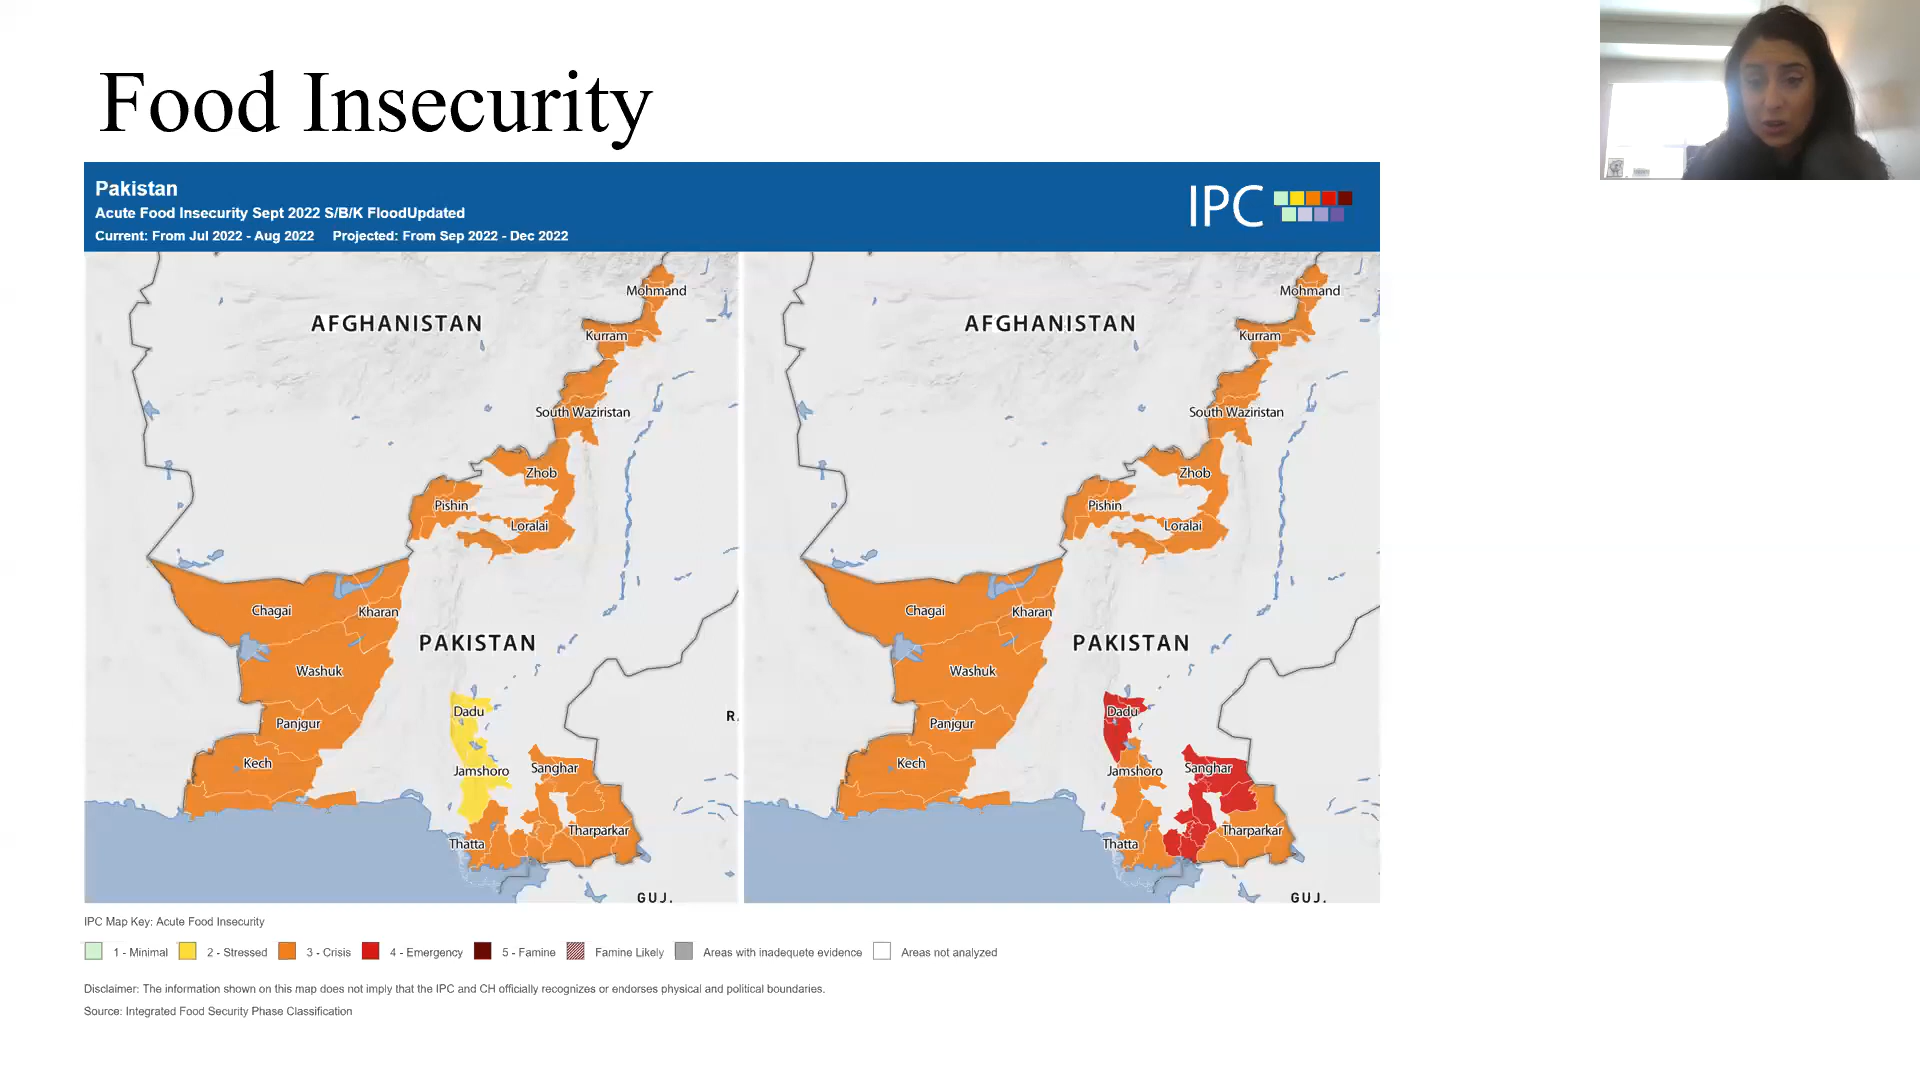 Food Insecurity
Pakistan
Acute Food Insecurity Sept 2022 S/B/K FloodUpdated
Current: From Jul 2022 - Aug 2022 Projected: From Sep 2022 - Dec 2022
IPC
Mohmand
AFGHANISTAN
Kurram
South Waziristan
Zhob
Pishin
Loralai
Chagai
Kharan
PAKISTAN
Washuk
Dadu
R.
Panjgur
Kech
Jamshoro
Sanghar
Tharparkar
Thatta
GUJ.
Mohmand
AFGHANISTAN
Kurram
South Waziristan
Zhob
Pishin
Loralai
Chagai
Kharan
PAKISTAN
Washuk
Dadu
Panjgur
Kech
Jamshoro
Sanghar
Tharparkar
Thatta
GUJ.
IPC Map Key: Acute Food Insecurity
1 - Minimal 2 - Stressed 3 - Crisis 4 - Emergency 5 - Famine Famine Likely Areas with inadequete evidence Areas not analyzed
Disclaimer: The information shown on this map does not imply that the IPC and CH officially recognizes or endorses physical and political boundaries.
Source: Integrated Food Security Phase Classification